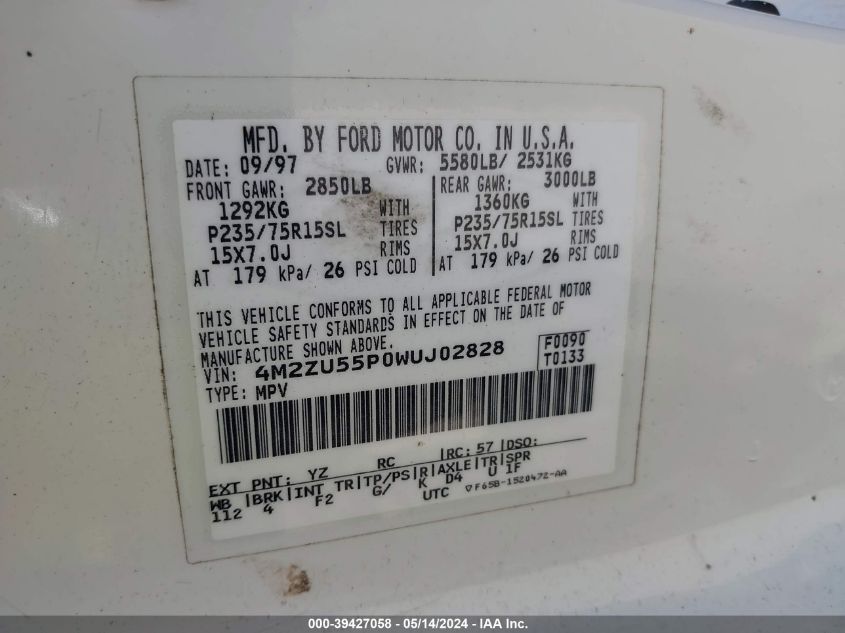 MFD. BY FORD MOTOR CO. IN U.S.A.
DATE: 09/97 GVWR: 5580LB/ 2531KG
FRONT GAWR: 2850LB REAR GAWR: 3000LB
1292KG WITH 1360KG WITH
P235/75R15SL TIRES P235/75R15SL TIRES
15X7.0J RIMS 15X7.0J RIMS
AT 179 kPa/ 26 PSI COLD AT 179 kPa/ 26 PSI COLD
THIS VEHICLE CONFORMS TO ALL APPLICABLE FEDERAL MOTOR
VEHICLE SAFETY STANDARDS IN EFFECT ON THE DATE OF
MANUFACTURE SHOWN ABOVE.
VIN: 4M2ZU55P0WUJ02828 F0090
TYPE: MPV T0133
EXT PNT: YZ RC |RC: 57 |DSO:
WB |BRK|INT TR|TP/PS|R|AXLE|TR|SPR
112 4 F2 G/ K D4 U 1F
UTC ▽F65B-1520472-AA
000-39427058 - 05/14/2024 - IAA Inc.